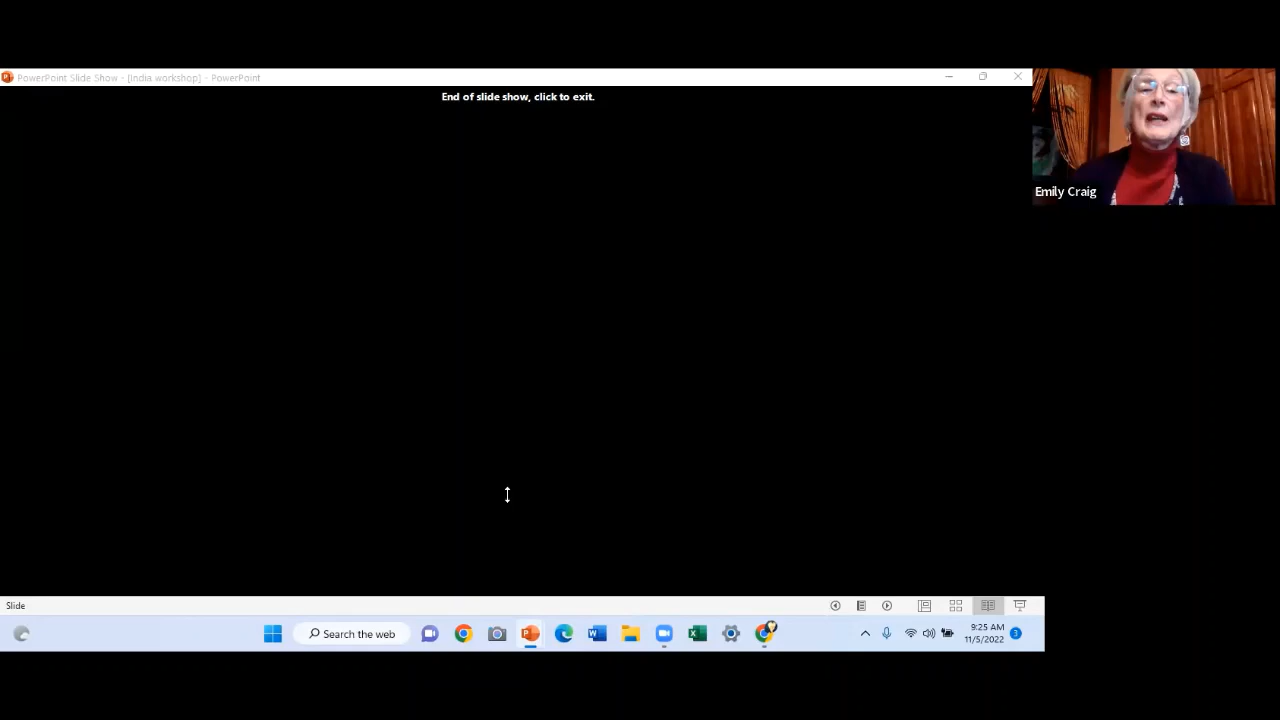 PowerPoint Slide Show - [India workshop] - PowerPoint
End of slide show, click to exit.
Emily Craig
Slide
Search the web
9:25 AM
11/5/2022
3